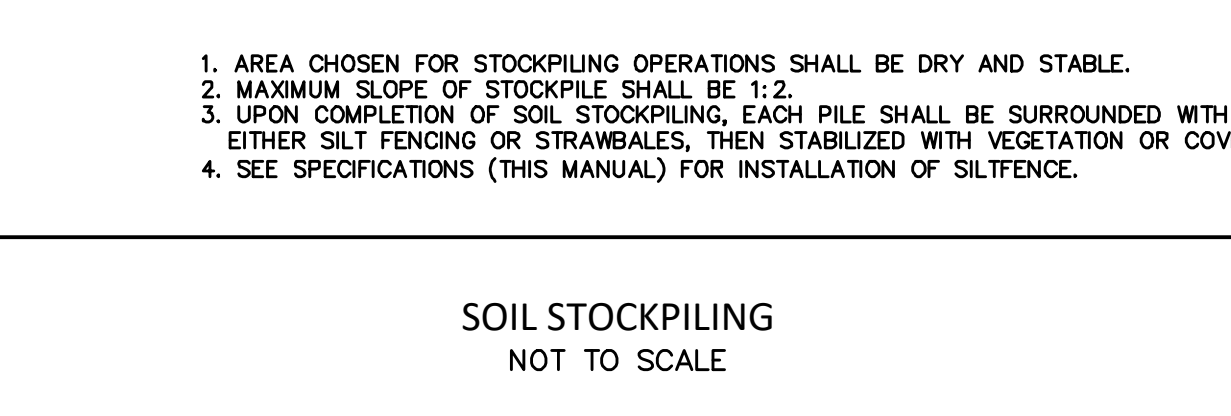 1. AREA CHOSEN FOR STOCKPILING OPERATIONS SHALL BE DRY AND STABLE.
2. MAXIMUM SLOPE OF STOCKPILE SHALL BE 1:2.
3. UPON COMPLETION OF SOIL STOCKPILING, EACH PILE SHALL BE SURROUNDED WITH
EITHER SILT FENCING OR STRAWBALES, THEN STABILIZED WITH VEGETATION OR
4. SEE SPECIFICATIONS (THIS MANUAL) FOR INSTALLATION OF SILTFENCE.
SOIL STOCKPILING
NOT TO SCALE